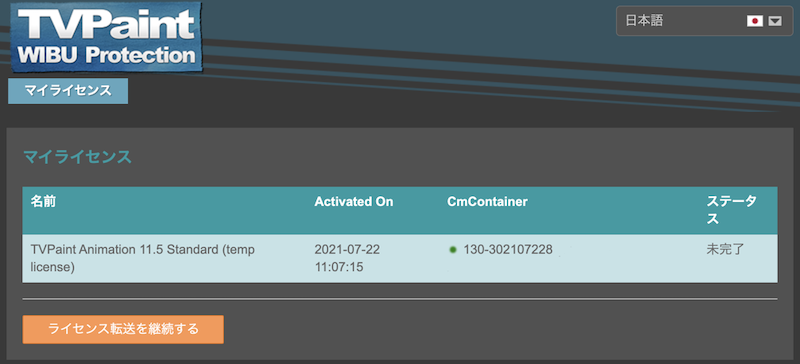 TVPaint
WIBU Protection
日本語
マイライセンス
マイライセンス
名前 Activated On CmContainer ステータ
ス
TVPaint Animation 11.5 Standard (temp 2021-07-22 130-302107228 未完了
license) 11:07:15
ライセンス転送を継続する